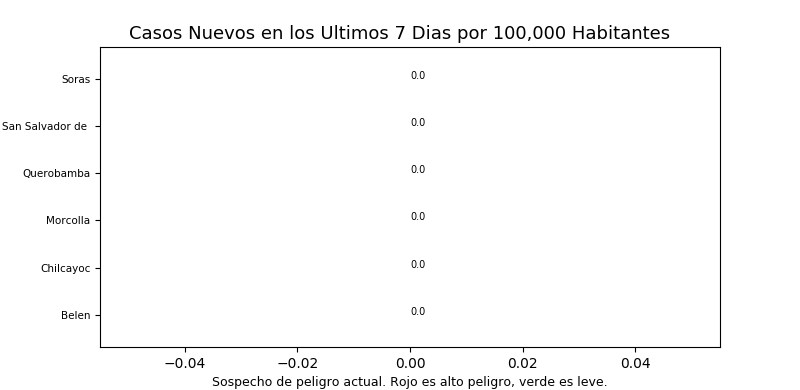 Casos Nuevos en los Ultimos 7 Dias por 100,000 Habitantes
Soras 0.0
San Salvador de 0.0
Querobamba 0.0
Morcolla 0.0
Chilcayoc 0.0
Belen 0.0
−0.04 −0.02 0.00 0.02 0.04
Sospecho de peligro actual. Rojo es alto peligro, verde es leve.